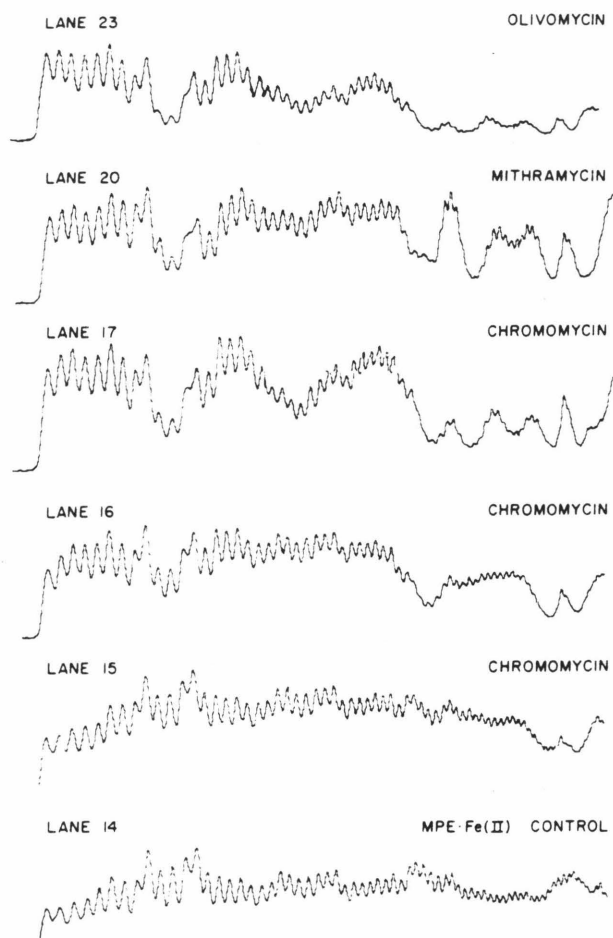 LANE 23 OLIVOMYCIN
LANE 20 MITHRAMYCIN
LANE 17 CHROMOMYCIN
LANE 16 CHROMOMYCIN
LANE 15 CHROMOMYCIN
LANE 14 MPE·Fe(II) CONTROL